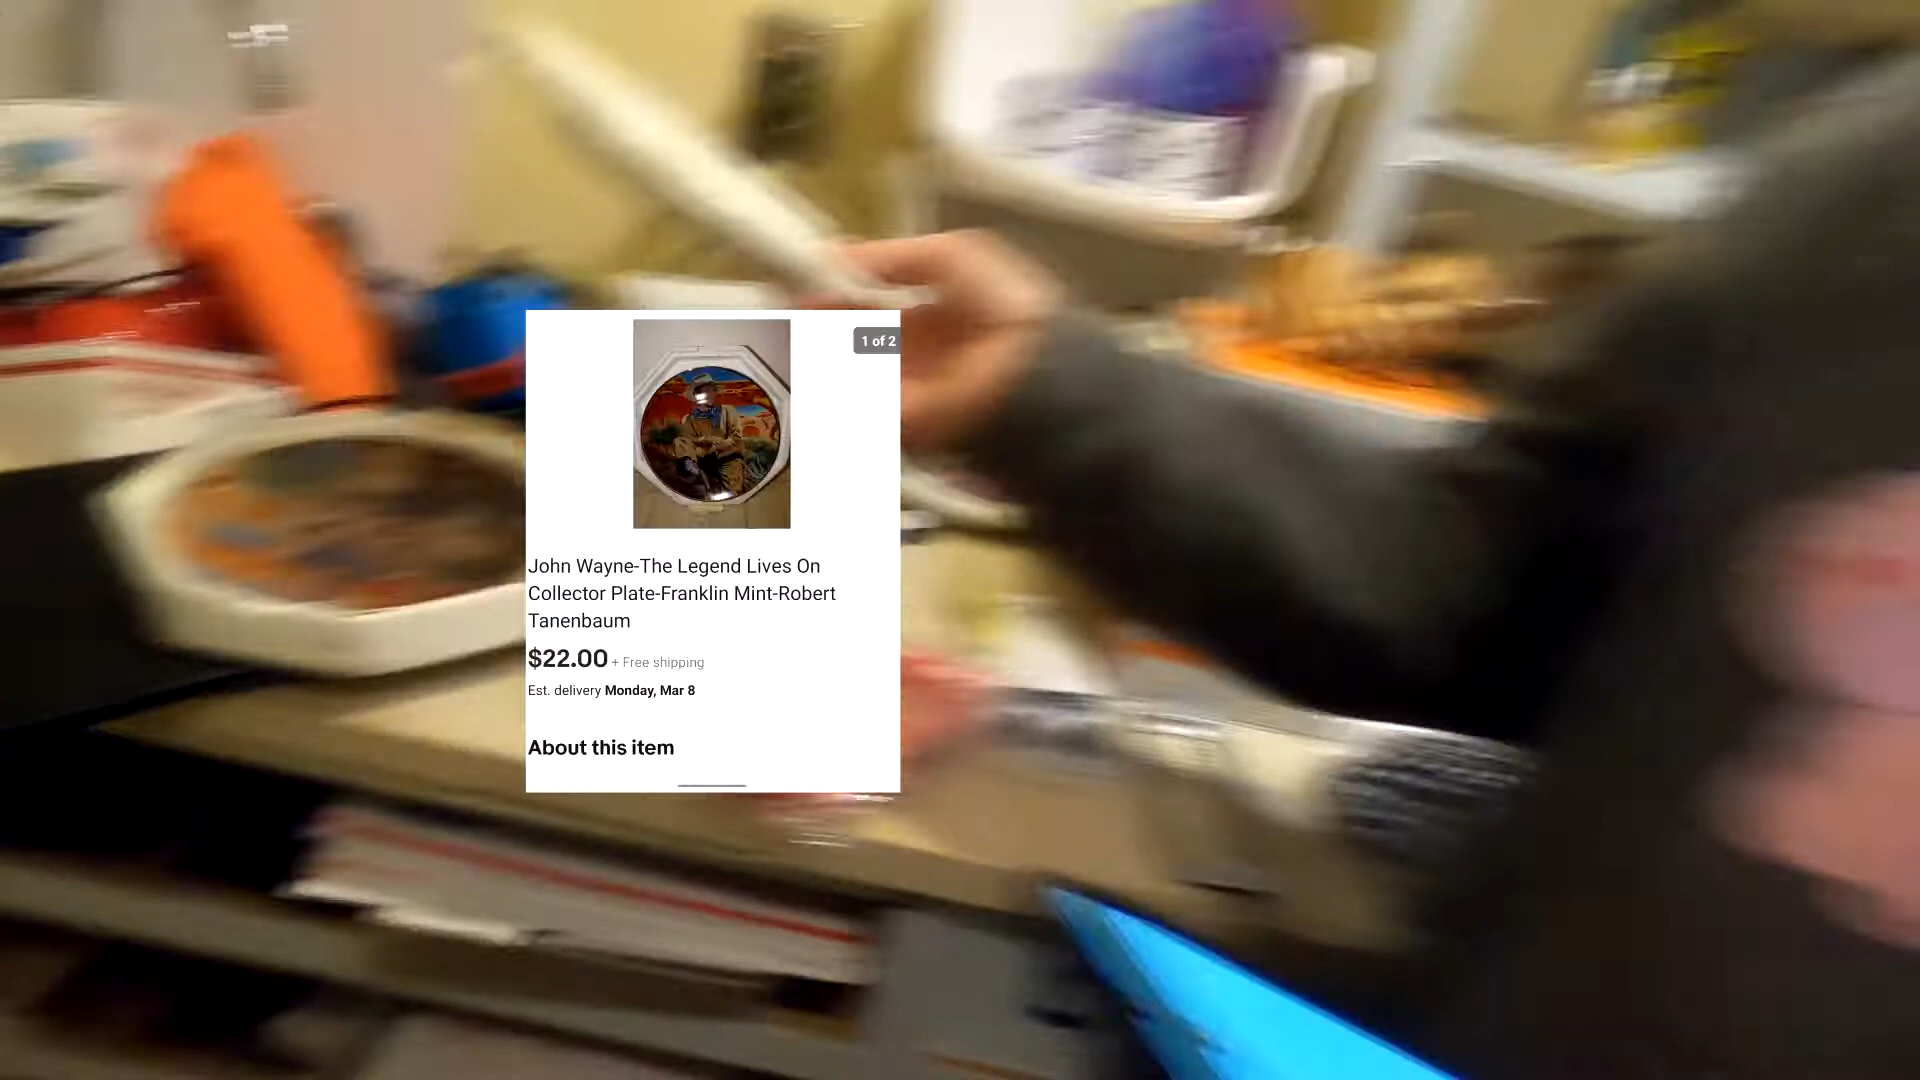 1 of 2
John Wayne-The Legend Lives On
Collector Plate-Franklin Mint-Robert
Tanenbaum
$22.00 + Free shipping
Est. delivery Monday, Mar 8
About this item